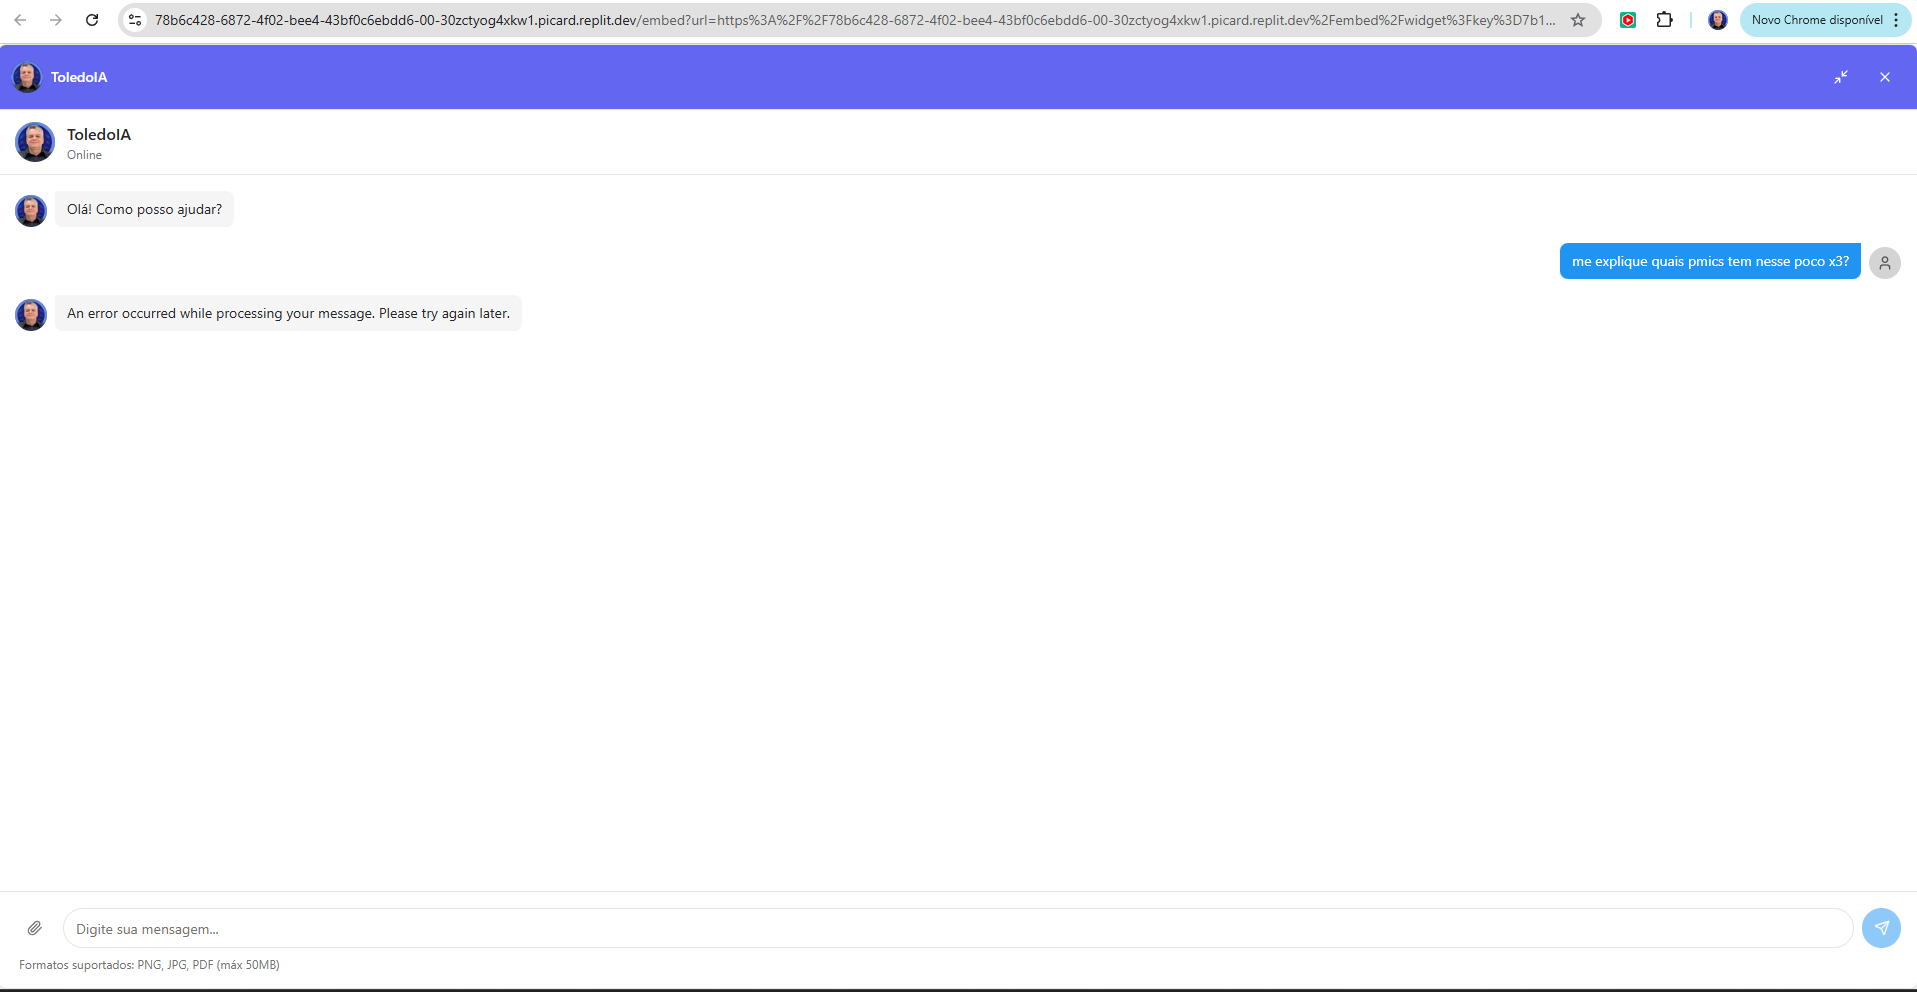 78b6c428-6872-4f02-bee4-43bf0c6ebdd6-00-30zctyog4xkw1.picard.replit.dev/embed?url=https%3A%2F%2F78b6c428-6872-4f02-bee4-43bf0c6ebdd6-00-30zctyog4xkw1.picard.replit.dev%2Fembed%2Fwidget%3Fkey%3D7b1...
Novo Chrome disponível
ToledoIA
ToledoIA
Online
Olá! Como posso ajudar?
me explique quais pmics tem nesse poco x3?
An error occurred while processing your message. Please try again later.
Digite sua mensagem...
Formatos suportados: PNG, JPG, PDF (máx 50MB)